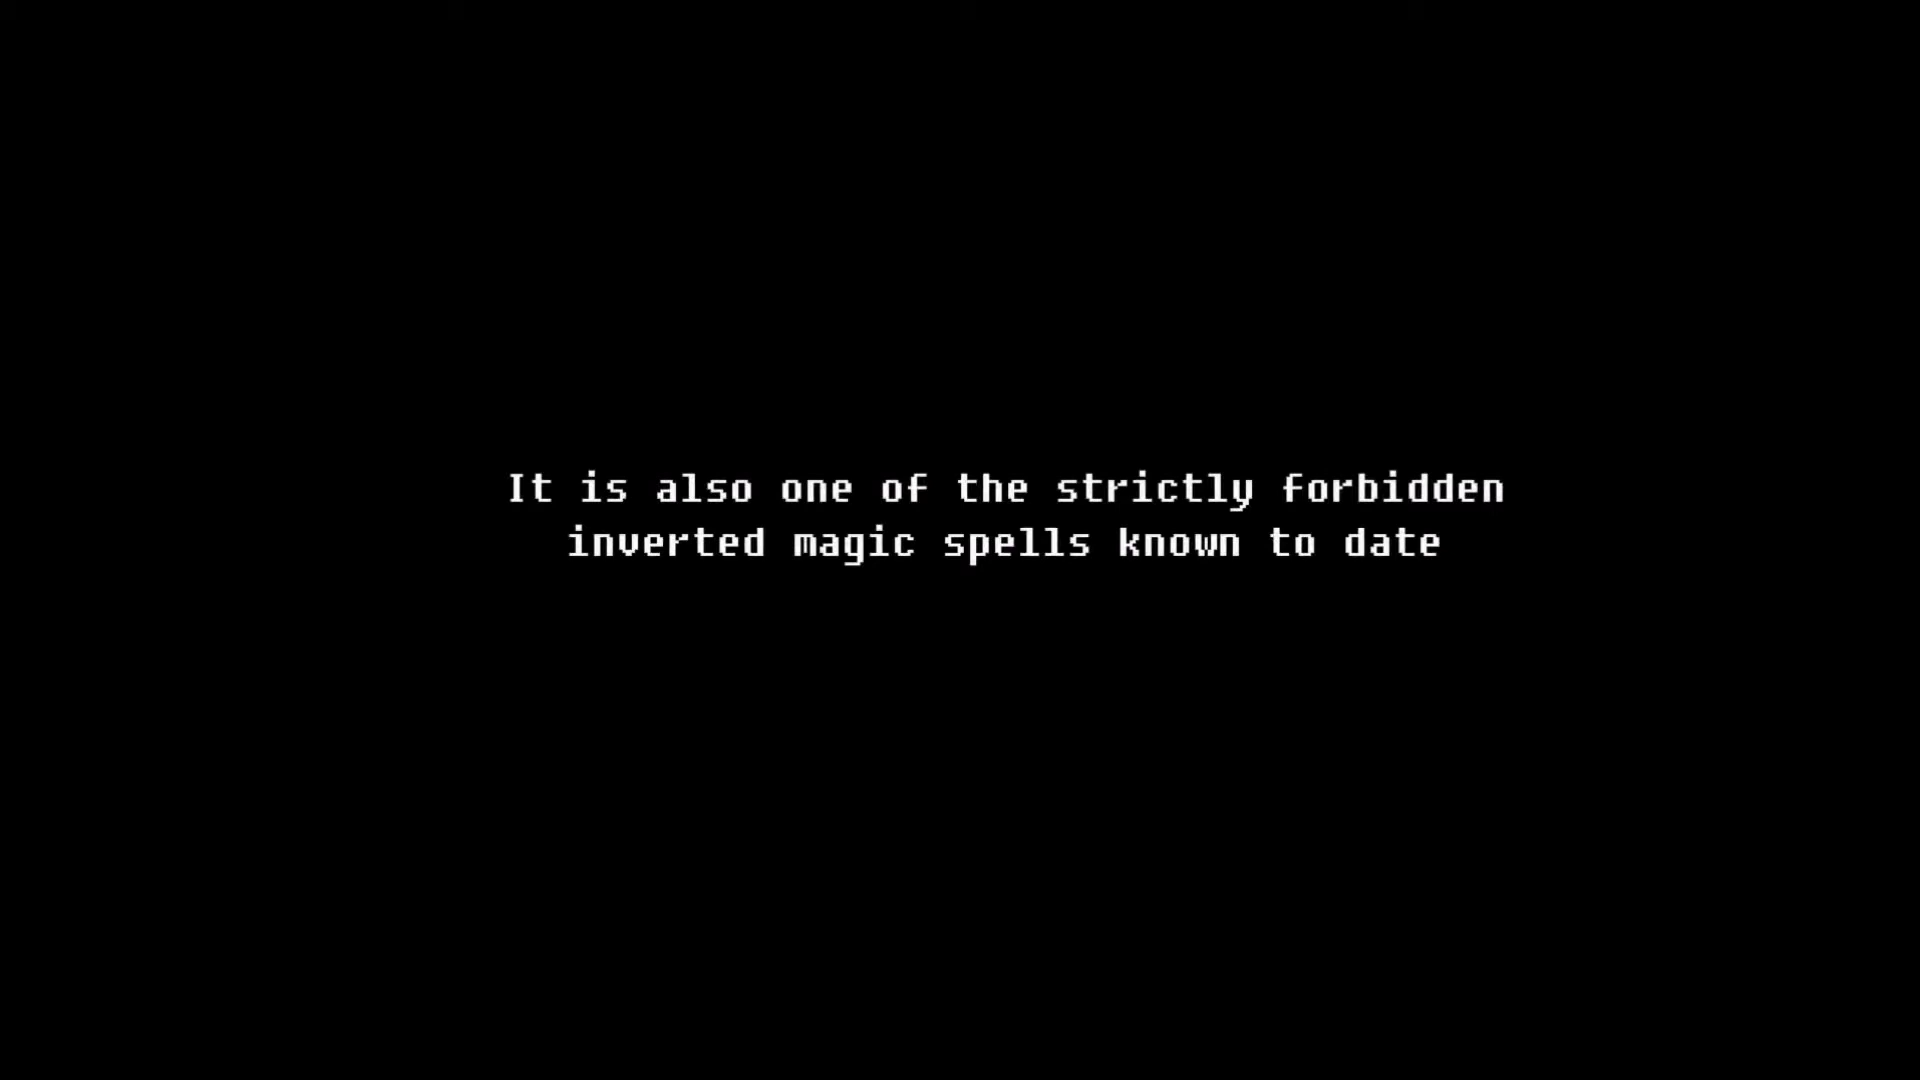 It is also one of the strictly forbidden
inverted magic spells known to date